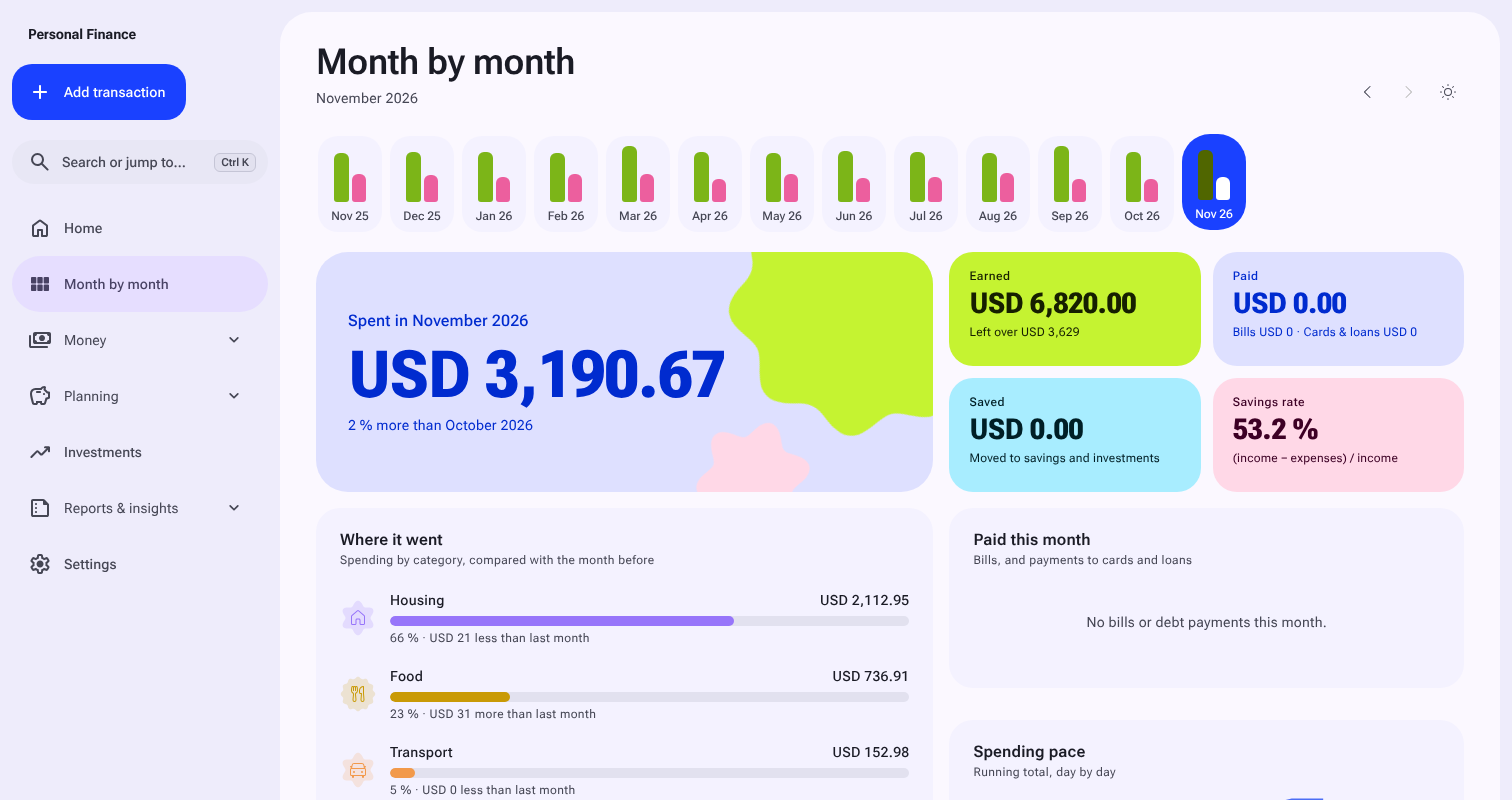 Personal Finance
Add transaction
Search or jump to...
Ctrl K
Home
Month by month
Money
Planning
Investments
Reports & insights
Settings
Month by month
November 2026
Nov 25
Dec 25
Jan 26
Feb 26
Mar 26
Apr 26
May 26
Jun 26
Jul 26
Aug 26
Sep 26
Oct 26
Nov 26
Spent in November 2026
USD 3,190.67
2 % more than October 2026
Earned
USD 6,820.00
Left over USD 3,629
Paid
USD 0.00
Bills USD 0 · Cards & loans USD 0
Saved
USD 0.00
Moved to savings and investments
Savings rate
53.2 %
(income – expenses) / income
Where it went
Spending by category, compared with the month before
Housing
USD 2,112.95
66 % · USD 21 less than last month
Food
USD 736.91
23 % · USD 31 more than last month
Transport
USD 152.98
5 % · USD 0 less than last month
Paid this month
Bills, and payments to cards and loans
No bills or debt payments this month.
Spending pace
Running total, day by day